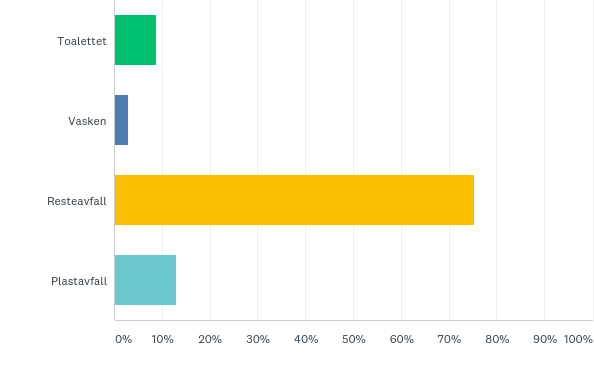 Toalettet
Vasken
Resteavfall
Plastavfall
0% 10% 20% 30% 40% 50% 60% 70% 80% 90% 100%